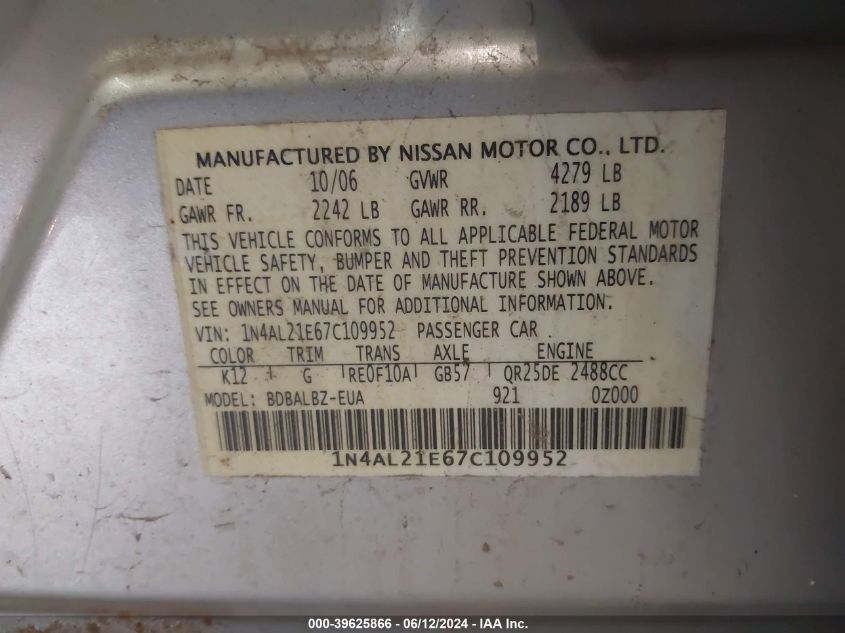 MANUFACTURED BY NISSAN MOTOR CO., LTD.
DATE 10/06 GVWR 4279 LB
GAWR FR. 2242 LB GAWR RR. 2189 LB
THIS VEHICLE CONFORMS TO ALL APPLICABLE FEDERAL MOTOR
VEHICLE SAFETY, BUMPER AND THEFT PREVENTION STANDARDS
IN EFFECT ON THE DATE OF MANUFACTURE SHOWN ABOVE.
SEE OWNERS MANUAL FOR ADDITIONAL INFORMATION.
VIN: 1N4AL21E67C109952 PASSENGER CAR
COLOR TRIM TRANS AXLE ENGINE
K12 G RE0F10A GB57 QR25DE 2488CC
MODEL: BDBALBZ-EUA 921 0Z000
1N4AL21E67C109952
000-39625866 - 06/12/2024 - IAA Inc.